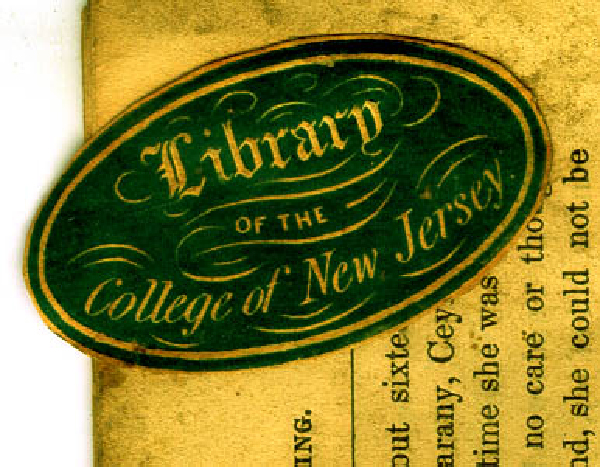 Library
OF THE
College of New Jersey.
ING.
out sixte
arany, Cey
time she was
no care or tho
nd, she could not be